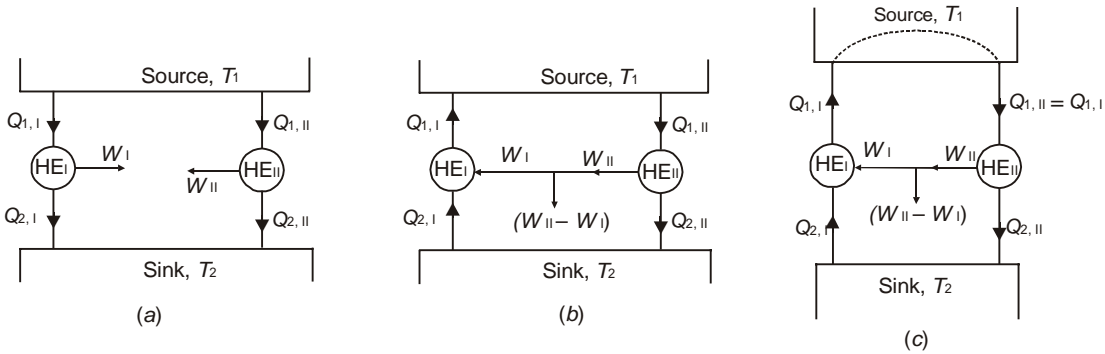 Source, T1
Q1, I
Q1, II
HEI
WI
WII
HEII
Q2, I
Q2, II
Sink, T2
(a)
Source, T1
Q1, I
Q1, II
HEI
WI
WII
HEII
Q2, I
(WII – WI)
Q2, II
Sink, T2
(b)
Source, T1
Q1, I
Q1, II = Q1, I
HEI
WI
WII
HEII
Q2, I
(WII – WI)
Q2, II
Sink, T2
(c)